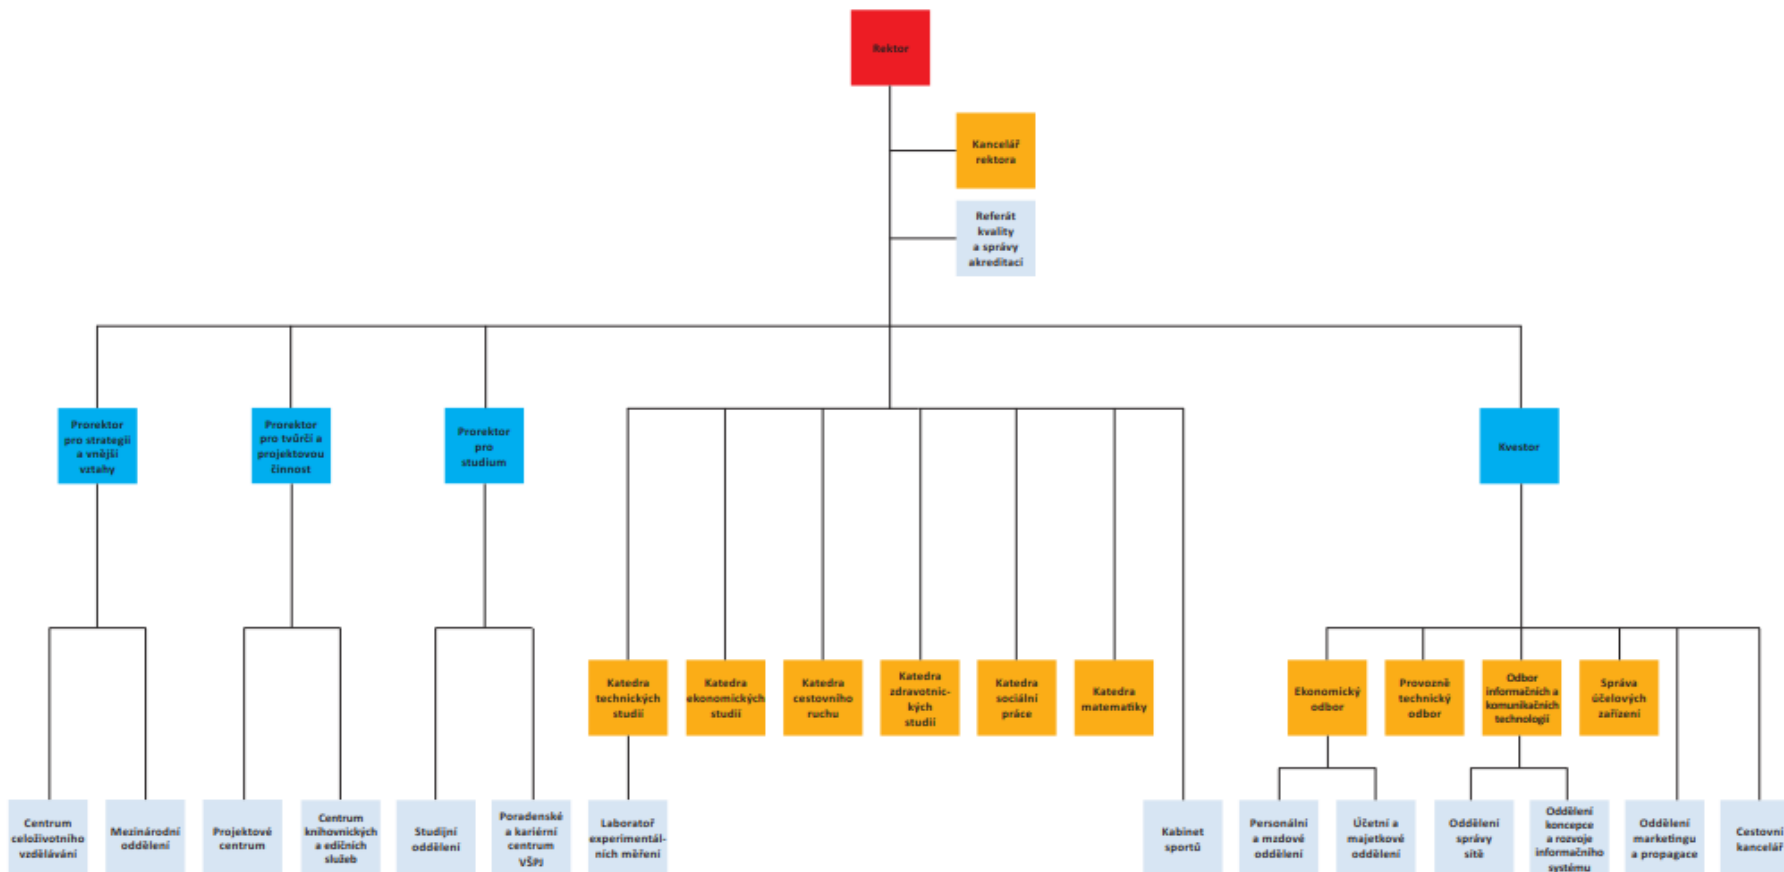 Rektor
Kancelář
rektora
Referát
kvality
a správy
akreditací
Prorektor
pro strategii
a vnější
vztahy
Prorektor
pro tvůrčí a
projektovou
činnost
Prorektor
pro
studium
Kvestor
Katedra
technických
studií
Katedra
ekonomických
studií
Katedra
cestovního
ruchu
Katedra
zdravotnic-
kých
studií
Katedra
sociální
práce
Katedra
matematiky
Ekonomický
odbor
Provozně
technický
odbor
Odbor
informačních a
komunikačních
technologií
Správa
účelových
zařízení
Centrum
celoživotního
vzdělávání
Mezinárodní
oddělení
Projektové
centrum
Centrum
knihovnických
a edičních
služeb
Studijní
oddělení
Poradenské
a kariérní
centrum
VŠPJ
Laboratoř
experimentál-
ních měření
Kabinet
sportů
Personální
a mzdové
oddělení
Účetní a
majetkové
oddělení
Oddělení
správy
sítě
Oddělení
koncepce
a rozvoje
informačního
systému
Oddělení
marketingu
a propagace
Cestovní
kancelář